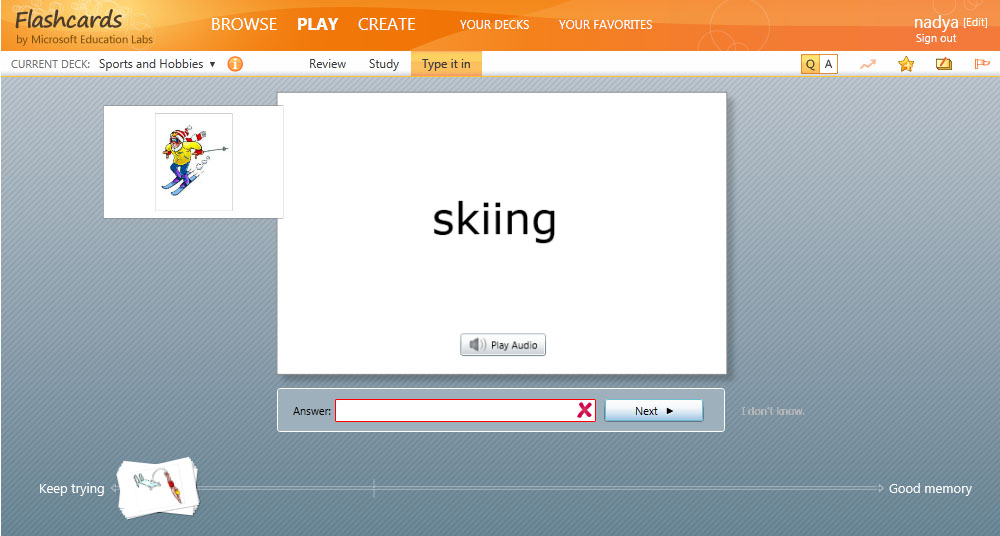 Flashcards
by Microsoft Education Labs
BROWSE PLAY CREATE YOUR DECKS YOUR FAVORITES
nadya [Edit]
Sign out
CURRENT DECK: Sports and Hobbies ▼ i Review Study Type it in Q A
skiing
Play Audio
Answer: Next ► I don't know.
Keep trying Good memory